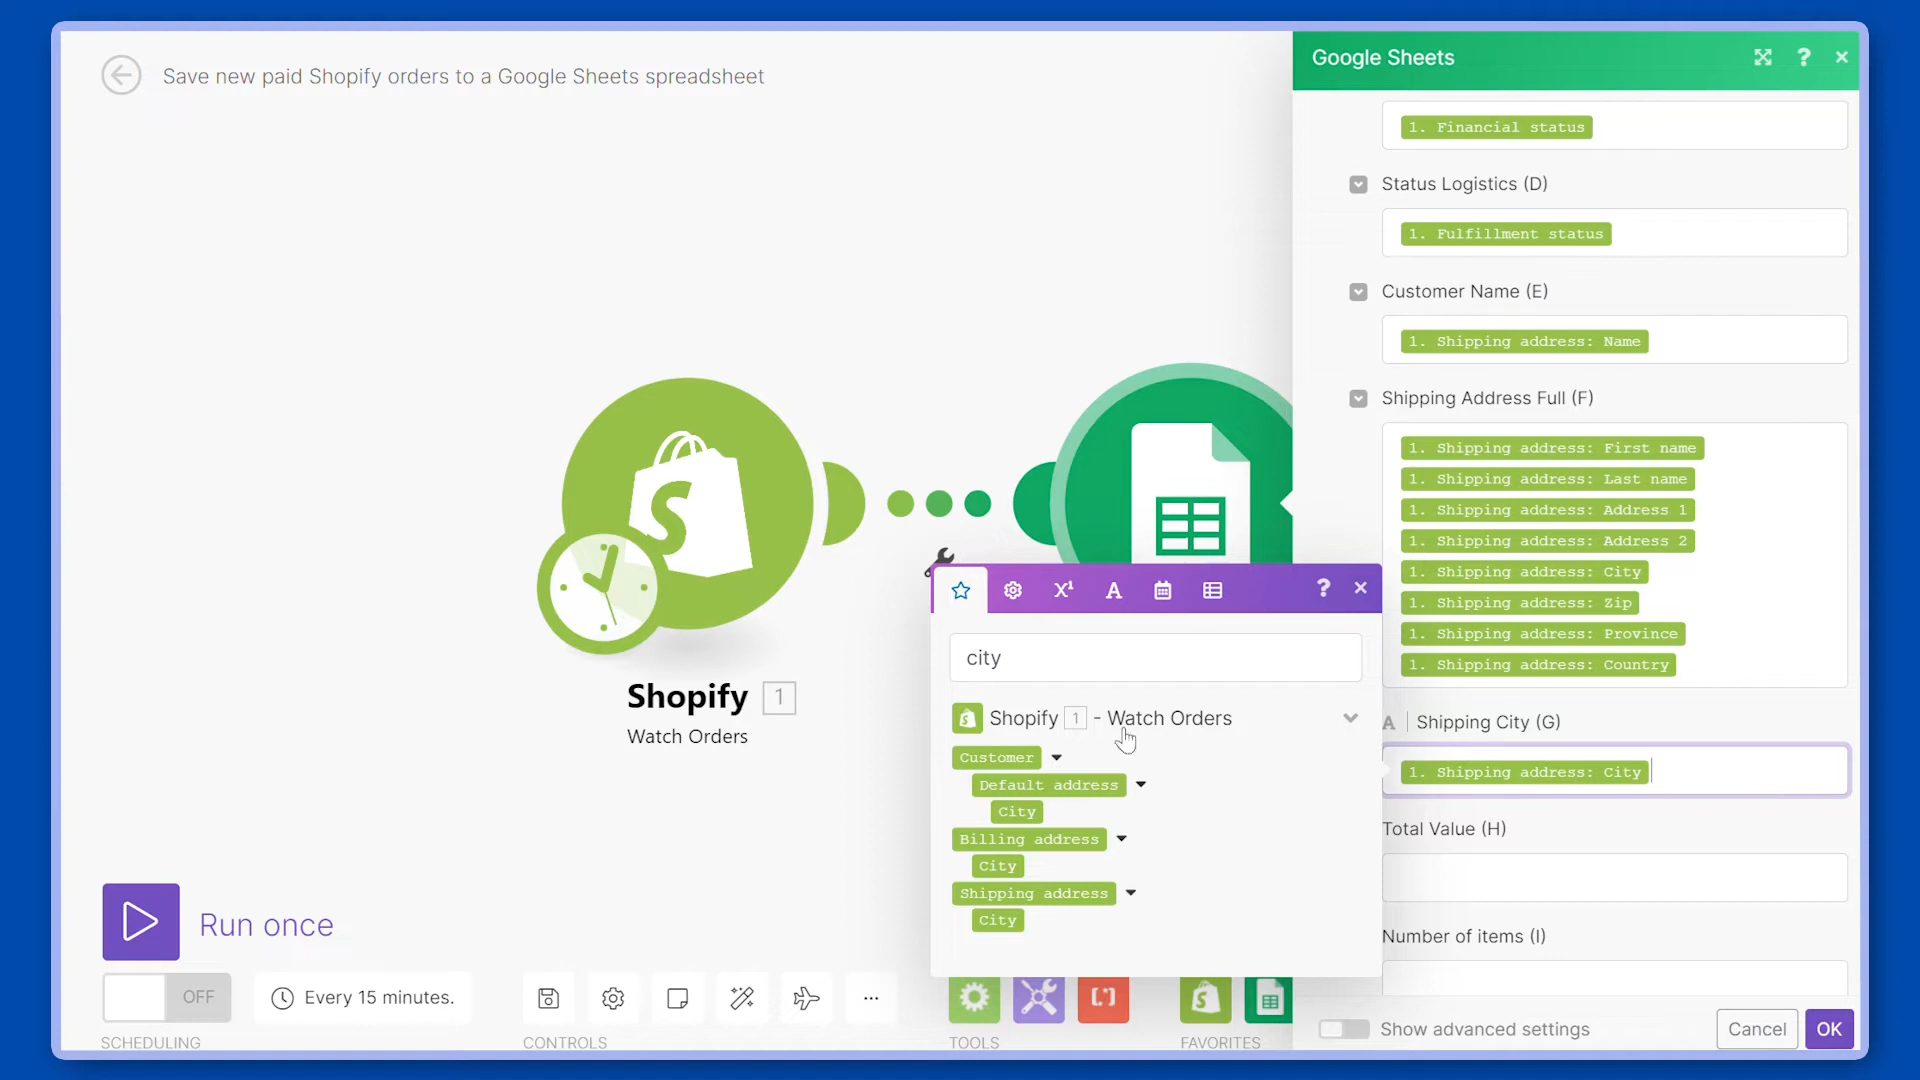 Save new paid Shopify orders to a Google Sheets spreadsheet
Google Sheets
?
1. Financial status
Status Logistics (D)
1. Fulfillment status
Customer Name (E)
1. Shipping address: Name
Shipping Address Full (F)
1. Shipping address: First name
1. Shipping address: Last name
1. Shipping address: Address 1
1. Shipping address: Address 2
1. Shipping address: City
1. Shipping address: Zip
1. Shipping address: Province
1. Shipping address: Country
A Shipping City (G)
1. Shipping address: City
Total Value (H)
Number of items (I)
Show advanced settings
Cancel
OK
Shopify 1
Watch Orders
X¹ A ?
city
Shopify 1 - Watch Orders
Customer
Default address
City
Billing address
City
Shipping address
City
Run once
OFF
Every 15 minutes.
...
[.*]
SCHEDULING
CONTROLS
TOOLS
FAVORITES